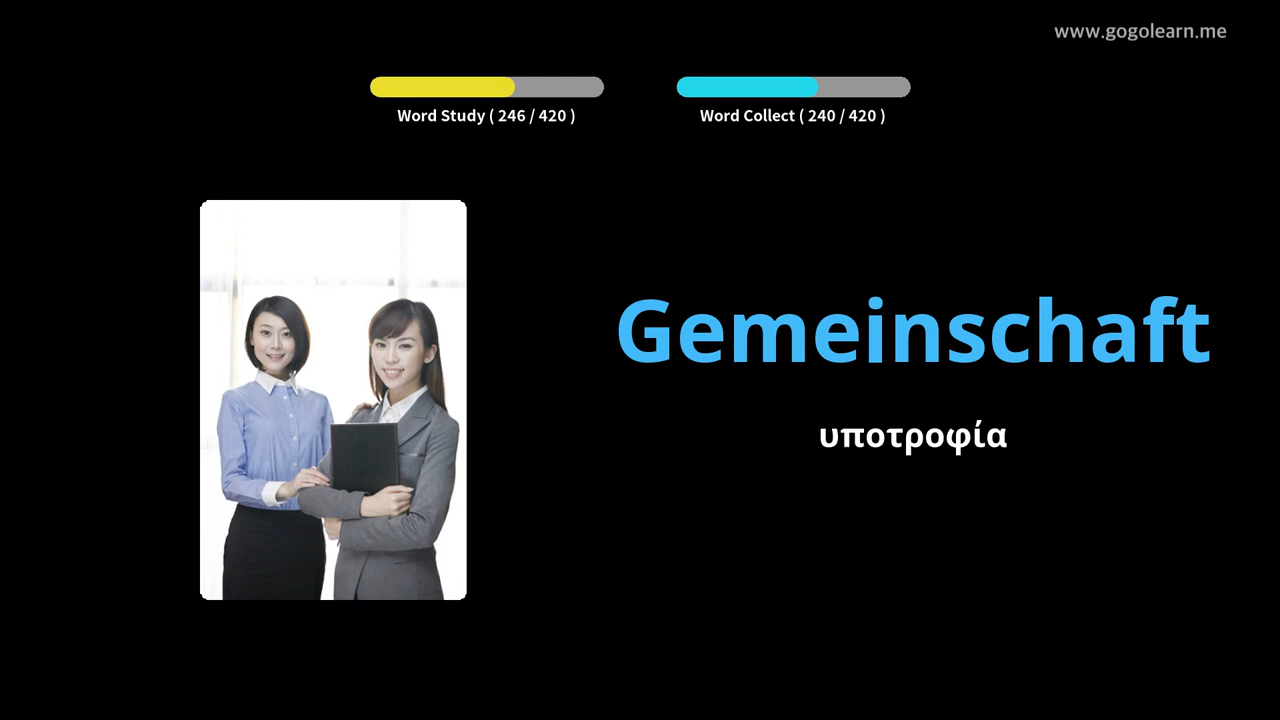 www.gogolearn.me
Word Study ( 246 / 420 )
Word Collect ( 240 / 420 )
Gemeinschaft
υποτροφία